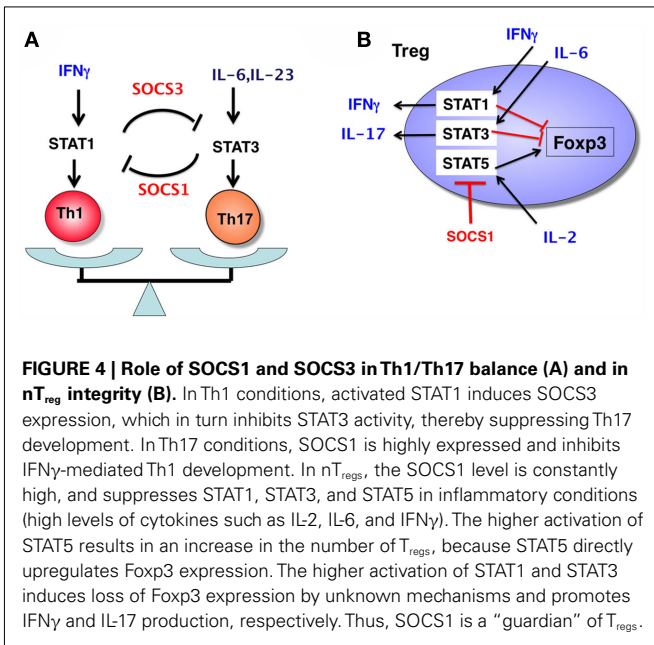 A
IFNγ
SOCS3
IL-6,IL-23
STAT1
STAT3
SOCS1
Th1
Th17
B
Treg
IFNγ
IL-6
IFNγ
STAT1
IL-17
STAT3
Foxp3
STAT5
SOCS1
IL-2
FIGURE 4 | Role of SOCS1 and SOCS3 in Th1/Th17 balance (A) and in
nTreg integrity (B). In Th1 conditions, activated STAT1 induces SOCS3
expression, which in turn inhibits STAT3 activity, thereby suppressing Th17
development. In Th17 conditions, SOCS1 is highly expressed and inhibits
IFNγ-mediated Th1 development. In nTregs, the SOCS1 level is constantly
high, and suppresses STAT1, STAT3, and STAT5 in inflammatory conditions
(high levels of cytokines such as IL-2, IL-6, and IFNγ). The higher activation of
STAT5 results in an increase in the number of Tregs, because STAT5 directly
upregulates Foxp3 expression. The higher activation of STAT1 and STAT3
induces loss of Foxp3 expression by unknown mechanisms and promotes
IFNγ and IL-17 production, respectively. Thus, SOCS1 is a “guardian” of Tregs.